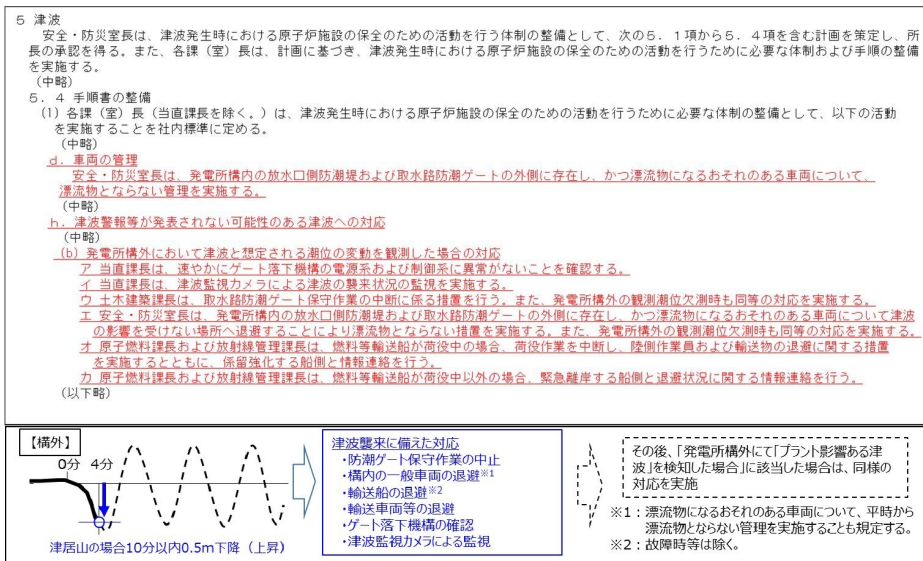 5 津波
安全・防災室長は、津波発生時における原子炉施設の保全のための活動を行う体制の整備として、次の5.1項から5.4項を含む計画を策定し、所
長の承認を得る。また、各課（室）長は、計画に基づき、津波発生時における原子炉施設の保全のための活動を行うために必要な体制および手順の整備
を実施する。
（中略）
5.4 手順書の整備
(1) 各課（室）長（当直課長を除く。）は、津波発生時における原子炉施設の保全のための活動を行うために必要な体制の整備として、以下の活動
を実施することを社内標準に定める。
（中略）
d．車両の管理
安全・防災室長は、発電所構内の放水口側防潮堤および取水路防潮ゲートの外側に存在し、かつ漂流物になるおそれのある車両について、
漂流物とならない管理を実施する。
（中略）
h．津波警報等が発表されない可能性のある津波への対応
（中略）
(b) 発電所構外において津波と想定される潮位の変動を観測した場合の対応
ア 当直課長は、速やかにゲート落下機構の電源系および制御系に異常がないことを確認する。
イ 当直課長は、津波監視カメラによる津波の襲来状況の監視を実施する。
ウ 土木建築課長は、取水路防潮ゲート保守作業の中断に係る措置を行う。また、発電所構外の観測潮位欠測時も同等の対応を実施する。
エ 安全・防災室長は、発電所構内の放水口側防潮堤および取水路防潮ゲートの外側に存在し、かつ漂流物になるおそれのある車両について津波
の影響を受けない場所へ退避することにより漂流物とならない措置を実施する。また、発電所構外の観測潮位欠測時も同等の対応を実施する。
オ 原子燃料課長および放射線管理課長は、燃料等輸送船が荷役中の場合、荷役作業を中断し、陸側作業員および輸送物の退避に関する措置
を実施するとともに、係留強化する船側と情報連絡を行う。
カ 原子燃料課長および放射線管理課長は、燃料等輸送船が荷役中以外の場合、緊急離岸する船側と退避状況に関する情報連絡を行う。
（以下略）
【構外】
0分 4分
津居山の場合10分以内0.5m下降（上昇）
津波襲来に備えた対応
・防潮ゲート保守作業の中止
・構内の一般車両の退避※1
・輸送船の退避※2
・輸送車両等の退避
・ゲート落下機構の確認
・津波監視カメラによる監視
その後、「発電所構外にて「プラント影響ある津
波」を検知した場合」に該当した場合は、同様の
対応を実施
※1：漂流物になるおそれのある車両について、平時から
漂流物とならない管理を実施することも規定する。
※2：故障時等は除く。